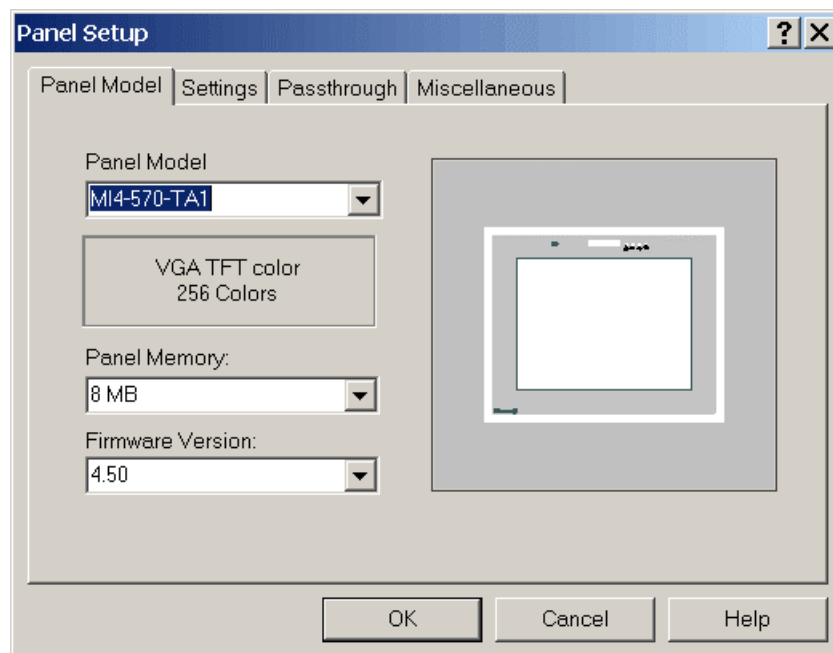 Panel Setup
Panel Model Settings Passthrough Miscellaneous
Panel Model
MI4-570-TA1
VGA TFT color
256 Colors
Panel Memory:
8 MB
Firmware Version:
4.50
OK Cancel Help